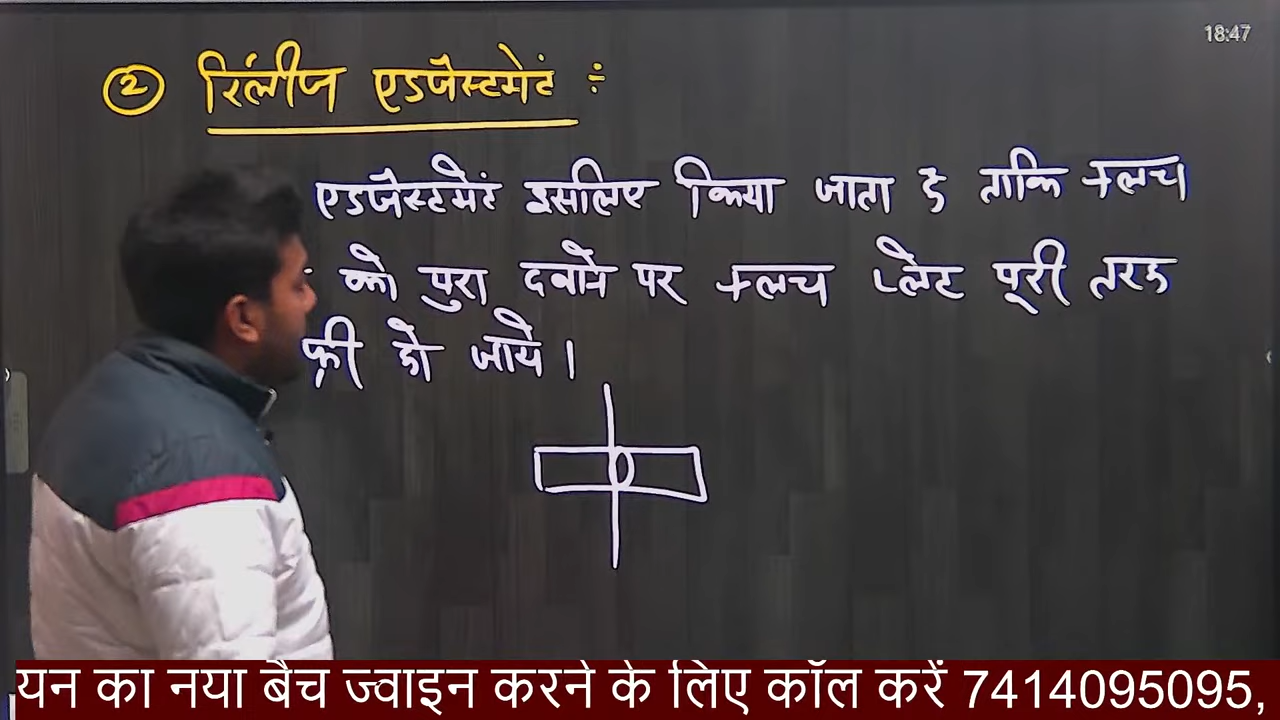 18:47
② रिलीज एडजेस्टमेंट ÷
एडजेस्टमेंट इसलिए किया जाता है ताकि क्लच
को पुरा दबाने पर क्लच प्लेट पूरी तरह
फ्री हो जाये।
यन का नया बैच ज्वाइन करने के लिए कॉल करें 7414095095,